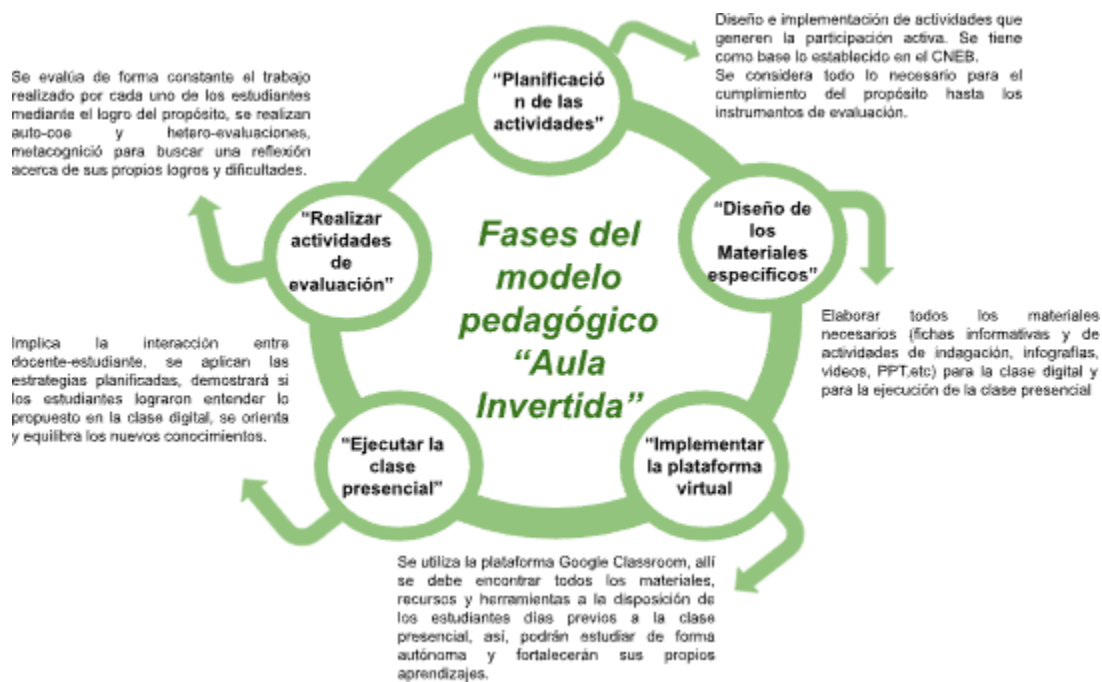 Fases del
modelo
pedagógico
“Aula
Invertida”
“Planificació
n de las
actividades”
Diseño e implementación de actividades que
generen la participación activa. Se tiene
como base lo establecido en el CNEB.
Se considera todo lo necesario para el
cumplimiento del propósito hasta los
instrumentos de evaluación.
“Diseño de
los
Materiales
específicos”
Elaborar todos los materiales
necesarios (fichas informativas y de
actividades de indagación, infografías,
videos, PPT,etc) para la clase digital y
para la ejecución de la clase presencial
“Implementar
la plataforma
virtual
Se utiliza la plataforma Google Classroom, allí
se debe encontrar todos los materiales,
recursos y herramientas a la disposición de
los estudiantes días previos a la clase
presencial, así, podrán estudiar de forma
autónoma y fortalecerán sus propios
aprendizajes.
“Ejecutar la
clase
presencial”
Implica la interacción entre
docente-estudiante, se aplican las
estrategias planificadas, demostrará si
los estudiantes lograron entender lo
propuesto en la clase digital, se orienta
y equilibra los nuevos conocimientos.
“Realizar
actividades
de
evaluación”
Se evalúa de forma constante el trabajo
realizado por cada uno de los estudiantes
mediante el logro del propósito, se realizan
auto-coe y hetero-evaluaciones,
metacognició para buscar una reflexión
acerca de sus propios logros y dificultades.